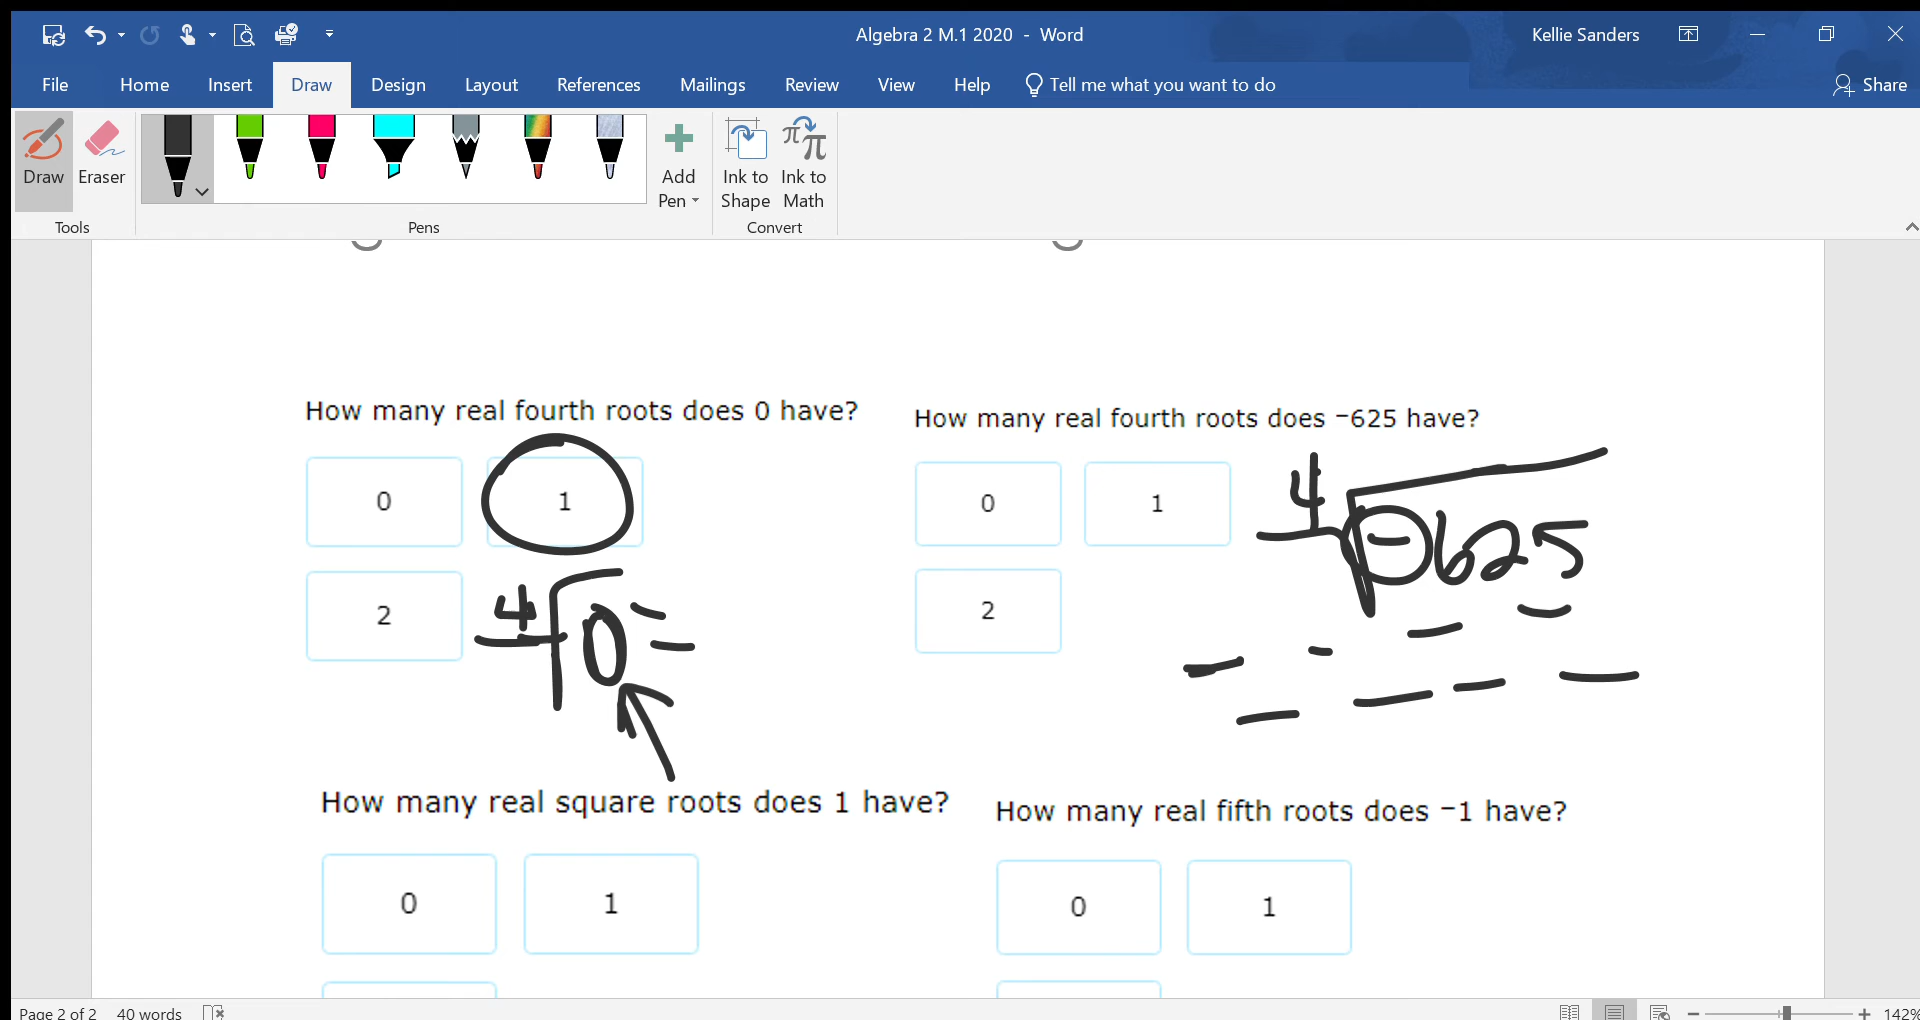 Algebra 2 M.1 2020 - Word
Kellie Sanders
File Home Insert Draw Design Layout References Mailings Review View Help Tell me what you want to do Share
Draw Eraser Add Pen Ink to Shape Ink to Math
Tools Pens Convert
How many real fourth roots does 0 have?
0 1
2
4 0
How many real fourth roots does −625 have?
0 1
2
4 −625
How many real square roots does 1 have?
0 1
How many real fifth roots does −1 have?
0 1
Page 2 of 2 40 words 142%